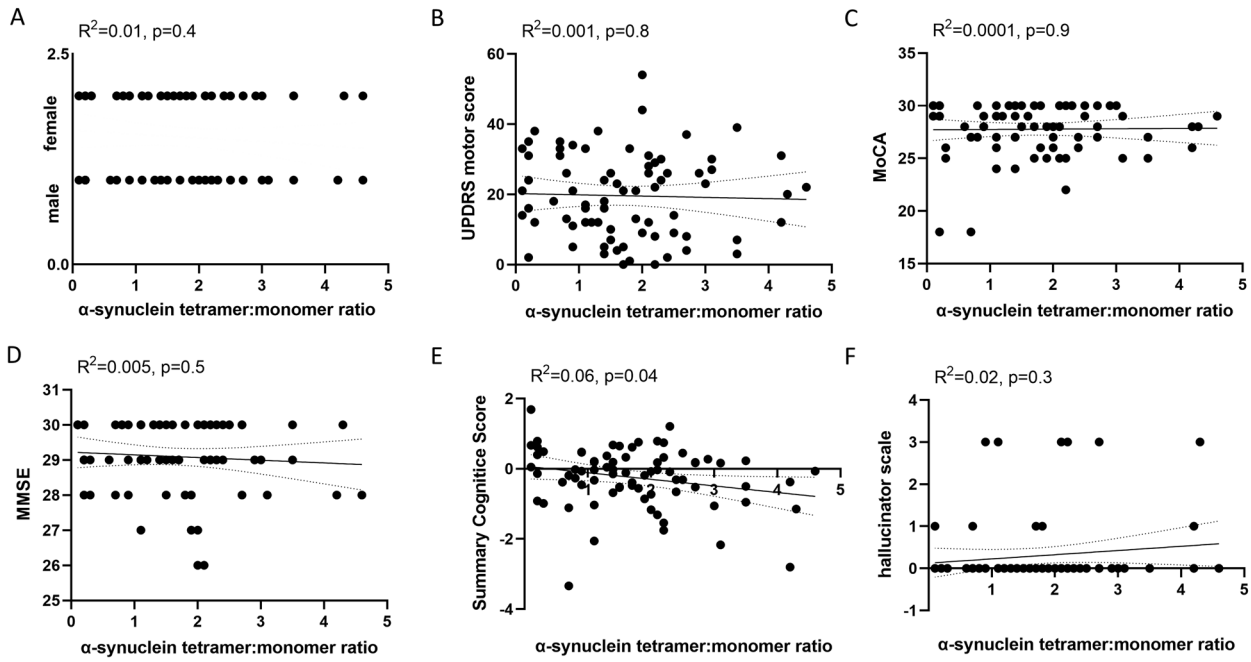 A
R²=0.01, p=0.4
2.5
female
male
0.0
0 1 2 3 4 5
α-synuclein tetramer:monomer ratio
B
R²=0.001, p=0.8
60
40
20
0
UPDRS motor score
0 1 2 3 4 5
α-synuclein tetramer:monomer ratio
C
R²=0.0001, p=0.9
35
30
25
20
15
MoCA
0 1 2 3 4 5
α-synuclein tetramer:monomer ratio
D
R²=0.005, p=0.5
31
30
29
28
27
26
25
MMSE
0 1 2 3 4 5
α-synuclein tetramer:monomer ratio
E
R²=0.06, p=0.04
2
0
-2
-4
Summary Cognitice Score
1 2 3 4 5
α-synuclein tetramer:monomer ratio
F
R²=0.02, p=0.3
4
3
2
1
0
-1
hallucinator scale
1 2 3 4 5
α-synuclein tetramer:monomer ratio